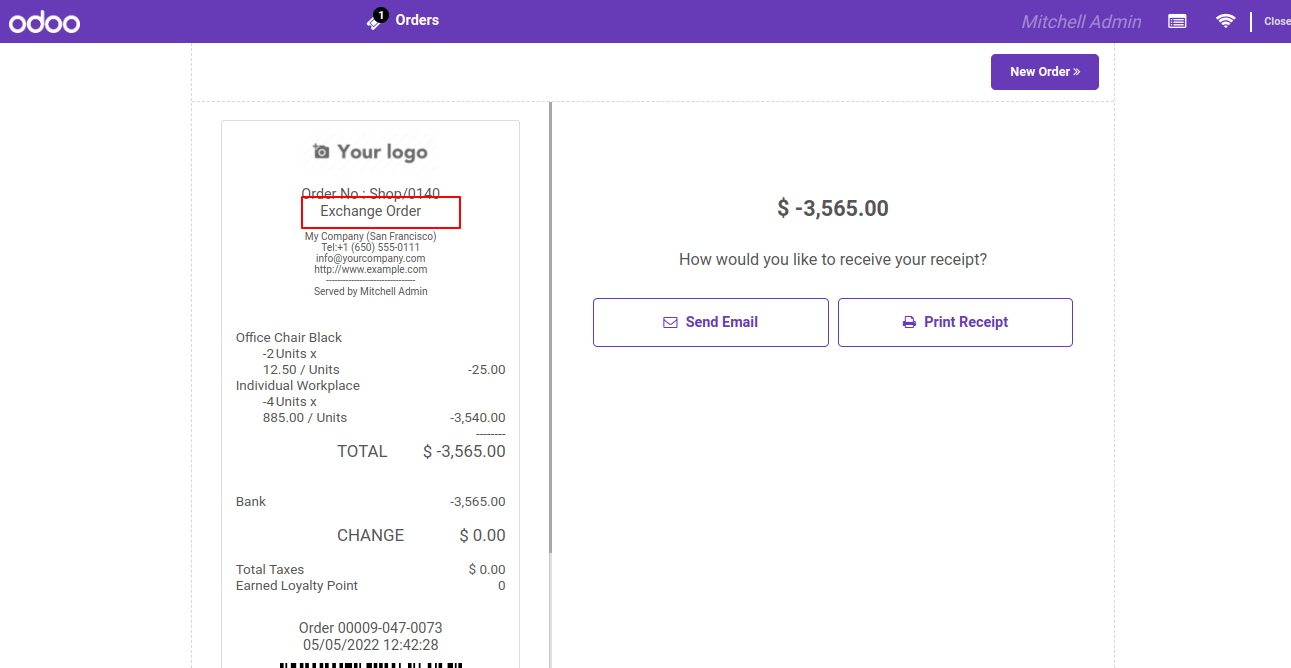 odoo
1
Orders
Mitchell Admin
Close
New Order »
Your logo
Order No : Shop/0140
Exchange Order
My Company (San Francisco)
Tel:+1 (650) 555-0111
info@yourcompany.com
http://www.example.com
--------------------------------
Served by Mitchell Admin
Office Chair Black
-2 Units x
12.50 / Units -25.00
Individual Workplace
-4 Units x
885.00 / Units -3,540.00
--------
TOTAL $ -3,565.00
Bank -3,565.00
CHANGE $ 0.00
Total Taxes $ 0.00
Earned Loyalty Point 0
Order 00009-047-0073
05/05/2022 12:42:28
$ -3,565.00
How would you like to receive your receipt?
Send Email
Print Receipt